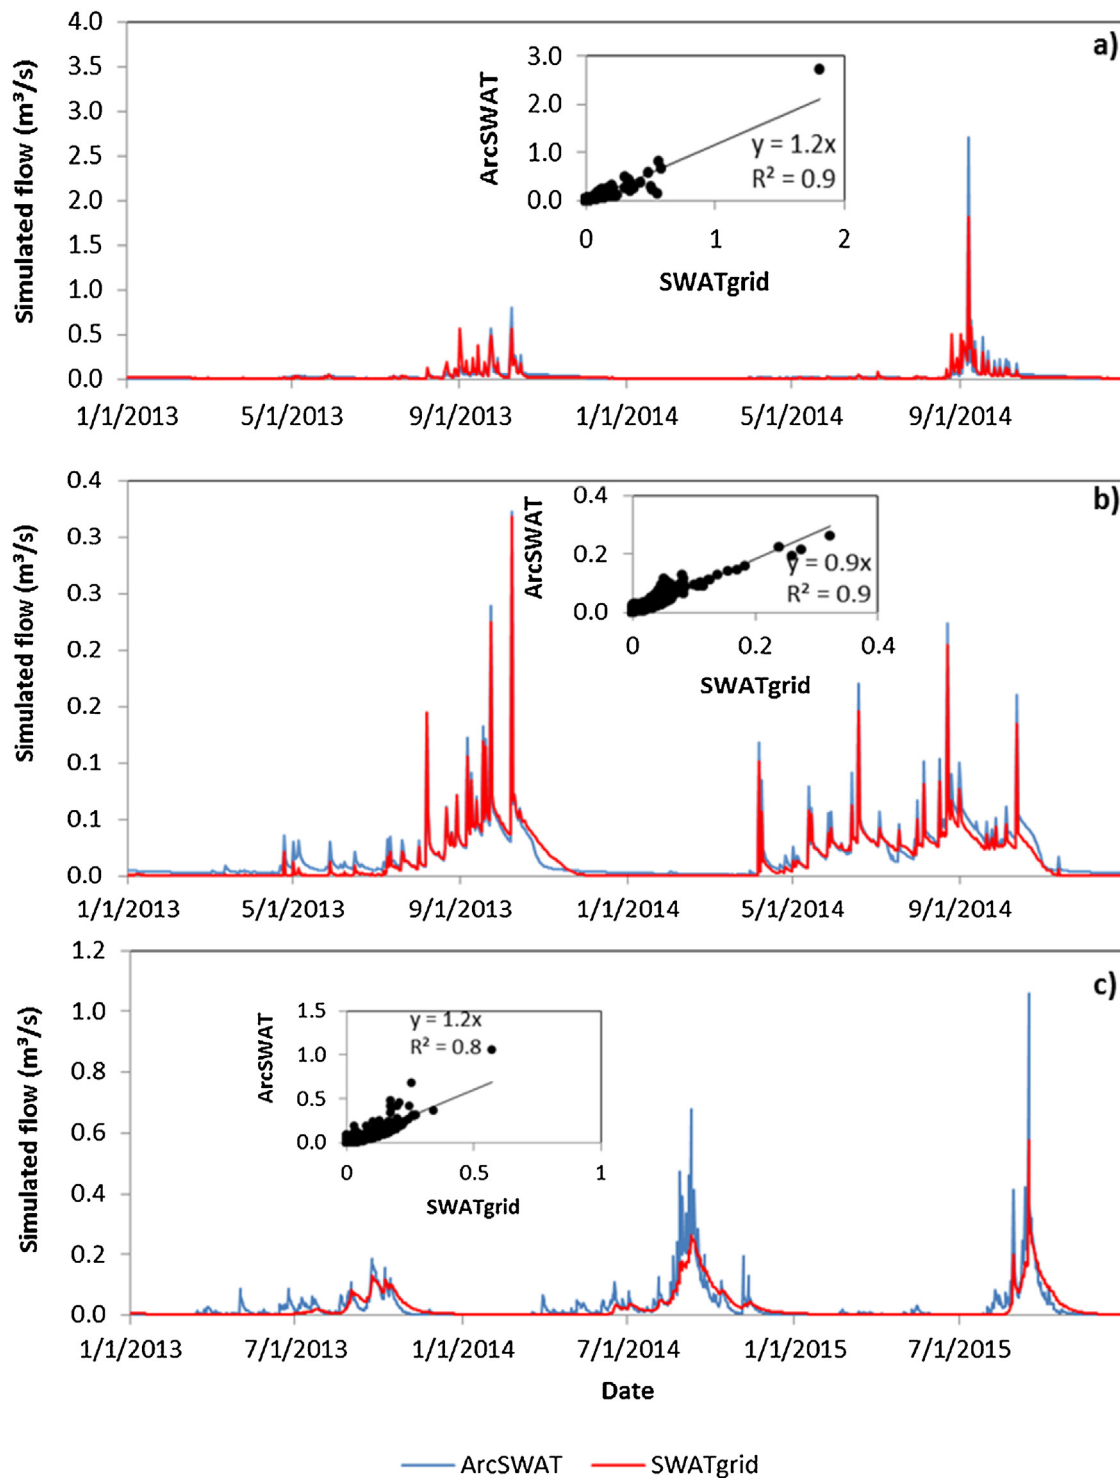 a)
Simulated flow (m³/s)
4.0
3.5
3.0
2.5
2.0
1.5
1.0
0.5
0.0
1/1/2013 5/1/2013 9/1/2013 1/1/2014 5/1/2014 9/1/2014
ArcSWAT
3.0
2.0
1.0
0.0
y = 1.2x
R² = 0.9
0 1 2
SWATgrid
b)
Simulated flow (m³/s)
0.4
0.3
0.3
0.2
0.2
0.1
0.1
0.0
1/1/2013 5/1/2013 9/1/2013 1/1/2014 5/1/2014 9/1/2014
ArcSWAT
0.4
0.2
0.0
y = 0.9x
R² = 0.9
0 0.2 0.4
SWATgrid
c)
Simulated flow (m³/s)
1.2
1.0
0.8
0.6
0.4
0.2
0.0
1/1/2013 7/1/2013 1/1/2014 7/1/2014 1/1/2015 7/1/2015
ArcSWAT
1.5
1.0
0.5
0.0
y = 1.2x
R² = 0.8
0 0.5 1
SWATgrid
Date
ArcSWAT SWATgrid